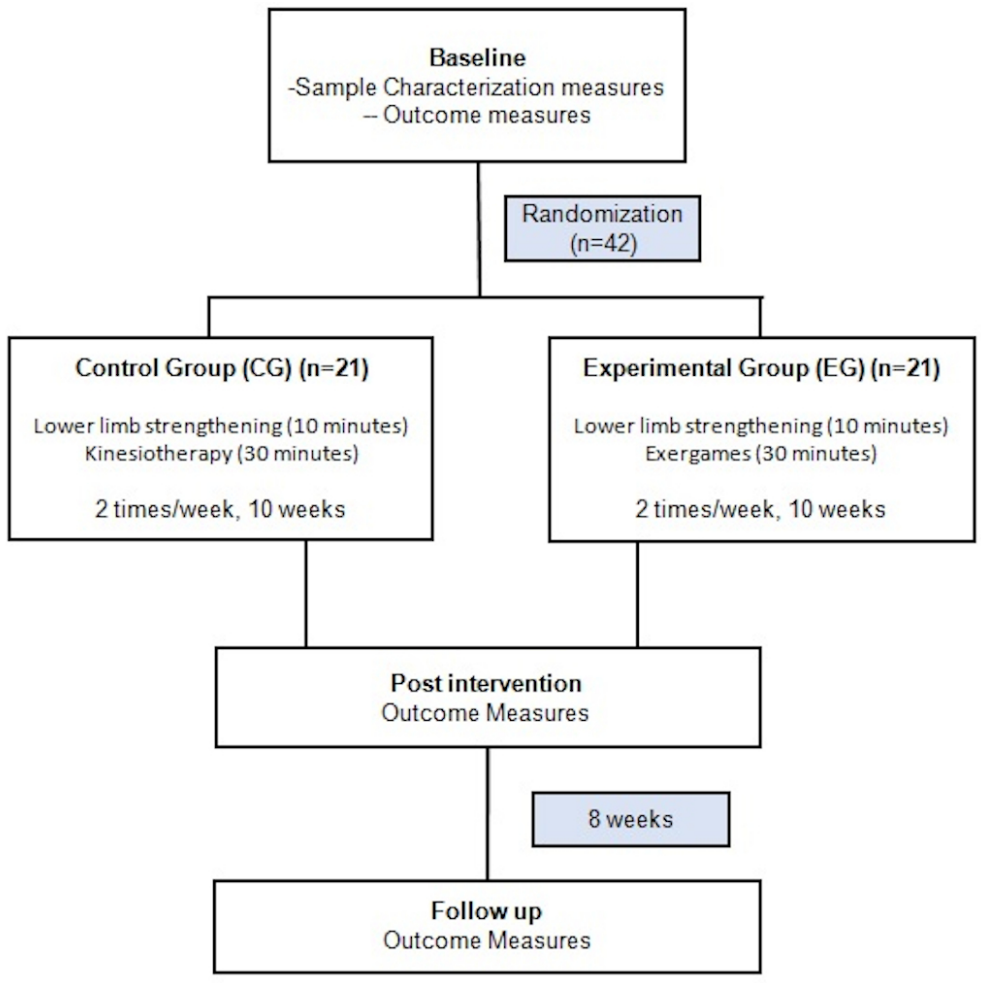 Baseline
-Sample Characterization measures
-- Outcome measures
Randomization
(n=42)
Control Group (CG) (n=21)
Lower limb strengthening (10 minutes)
Kinesiotherapy (30 minutes)
2 times/week, 10 weeks
Experimental Group (EG) (n=21)
Lower limb strengthening (10 minutes)
Exergames (30 minutes)
2 times/week, 10 weeks
Post intervention
Outcome Measures
8 weeks
Follow up
Outcome Measures